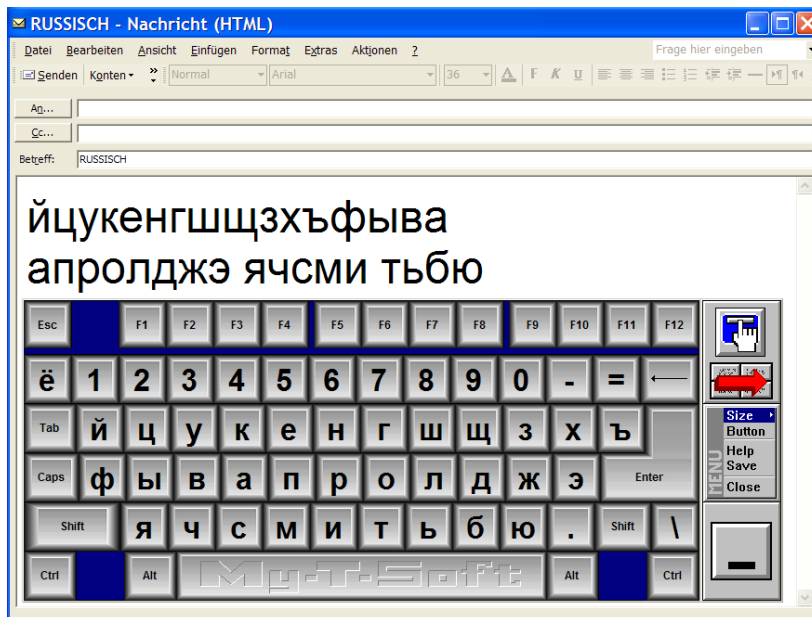 RUSSISCH - Nachricht (HTML)
Datei Bearbeiten Ansicht Einfügen Format Extras Aktionen ? Frage hier eingeben
Senden Konten Normal Arial 36 A F K U
An...
Cc...
Betreff: RUSSISCH
йцукенгшщзхъфыва
апролджэ ячсми тьбю
Esc F1 F2 F3 F4 F5 F6 F7 F8 F9 F10 F11 F12
ё 1 2 3 4 5 6 7 8 9 0 - =
Tab й ц у к е н г ш щ з х ъ
Caps ф ы в а п р о л д ж э Enter
Shift я ч с м и т ь б ю . Shift \
Ctrl Alt My-T-Soft Alt Ctrl
MENU
Size
Button
Help
Save
Close